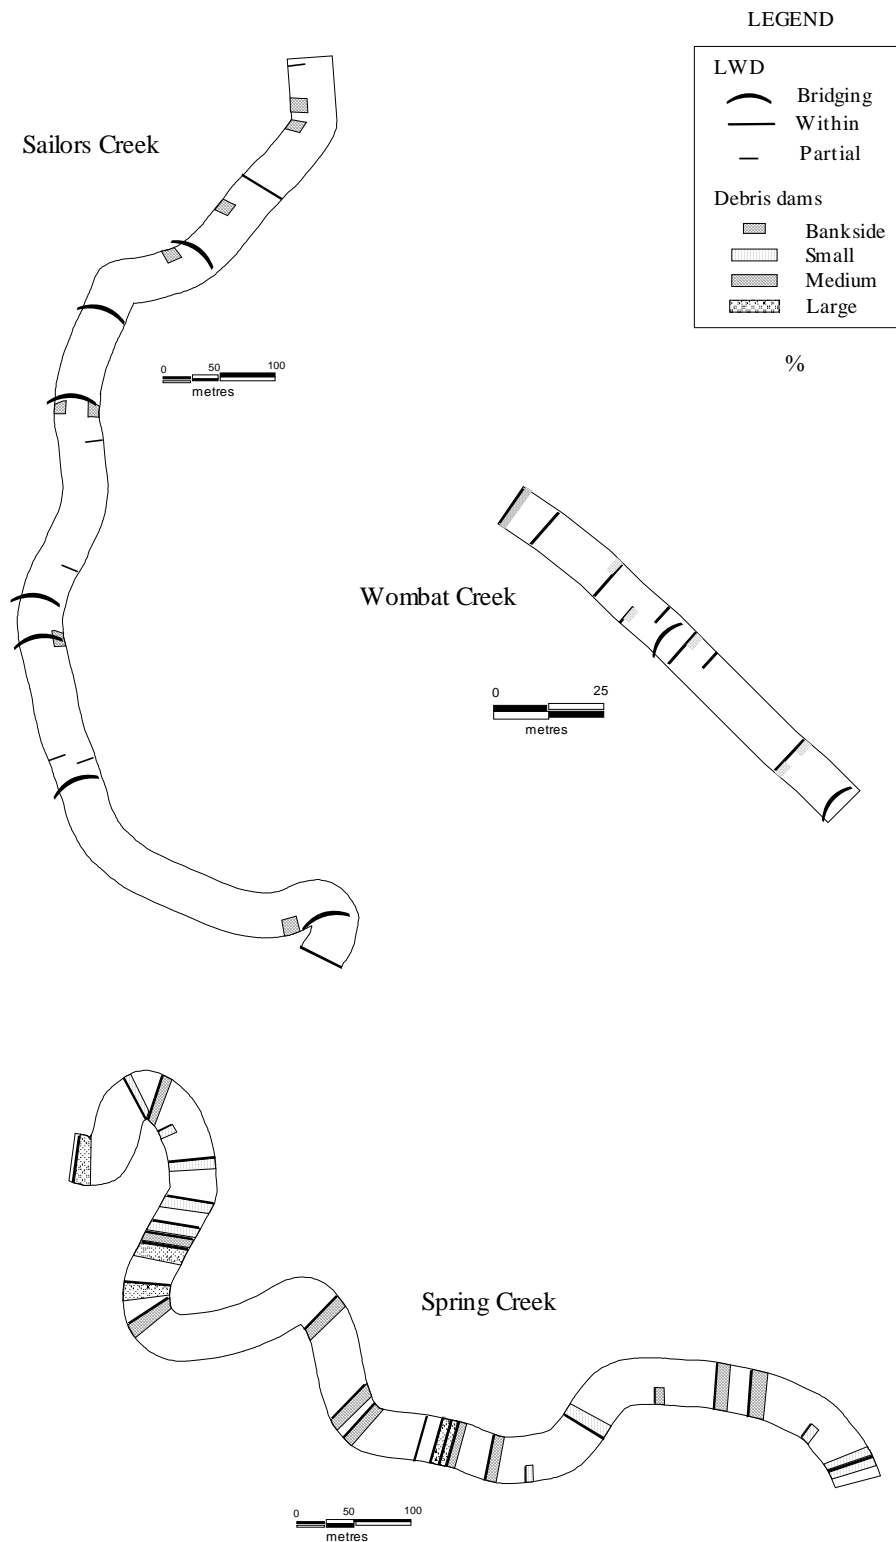 LEGEND
LWD
Bridging
Within
Partial
Debris dams
Bankside
Small
Medium
Large
%
Sailors Creek
0 50 100
metres
Wombat Creek
0 25
metres
Spring Creek
0 50 100
metres